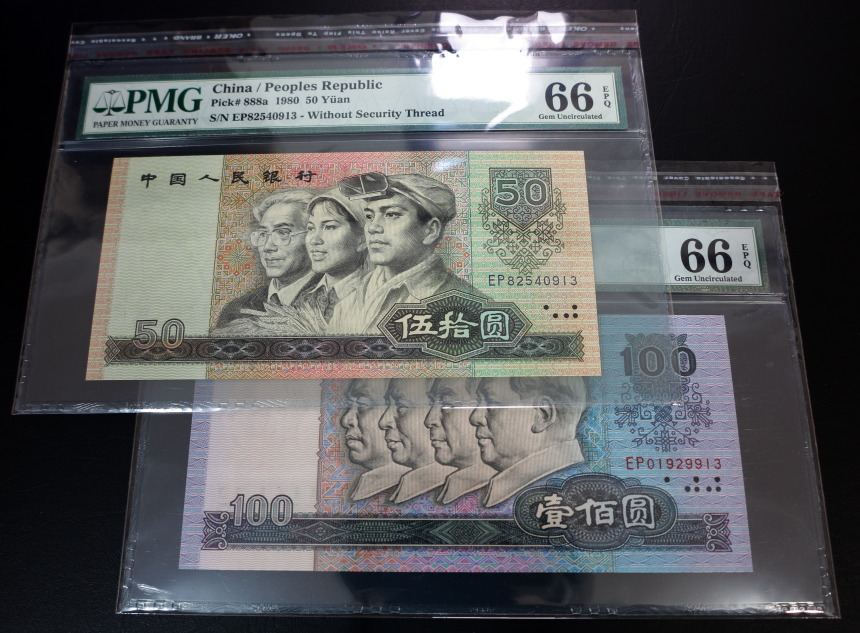 PMG
PAPER MONEY GUARANTY
China / Peoples Republic
Pick# 888a 1980 50 Yüan
S/N EP82540913 - Without Security Thread
66
EPQ
Gem Uncirculated
中国人民银行
50
EP82540913
50
伍拾圆
66
EPQ
Gem Uncirculated
100
EP01929913
100
壹佰圆